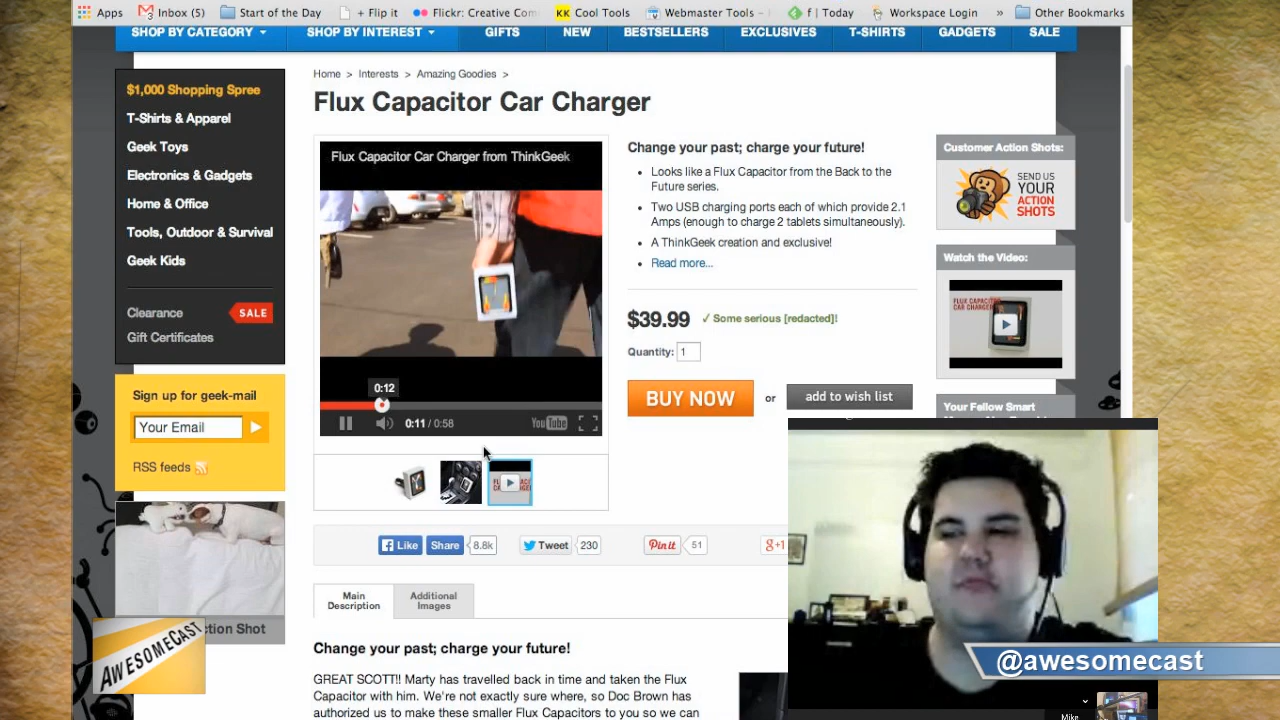 Apps Inbox (5) Start of the Day + Flip it Flickr: Creative Com KK Cool Tools Webmaster Tools - f | Today Workspace Login » Other Bookmarks
SHOP BY CATEGORY SHOP BY INTEREST GIFTS NEW BESTSELLERS EXCLUSIVES T-SHIRTS GADGETS SALE
$1,000 Shopping Spree
T-Shirts & Apparel
Geek Toys
Electronics & Gadgets
Home & Office
Tools, Outdoor & Survival
Geek Kids
Clearance SALE
Gift Certificates
Sign up for geek-mail
Your Email
RSS feeds
ction Shot
AWESOMECAST
Home > Interests > Amazing Goodies >
Flux Capacitor Car Charger
Flux Capacitor Car Charger from ThinkGeek
0:12
0:11 / 0:58 YouTube
Change your past; charge your future!
Looks like a Flux Capacitor from the Back to the
Future series.
Two USB charging ports each of which provide 2.1
Amps (enough to charge 2 tablets simultaneously).
A ThinkGeek creation and exclusive!
Read more...
$39.99 ✓ Some serious [redacted]!
Quantity: 1
BUY NOW or add to wish list
Customer Action Shots:
SEND US
YOUR
ACTION
SHOTS
Watch the Video:
FLUX CAPACITOR
CAR CHARGER
Your Fellow Smart
Like Share 8.8k Tweet 230 Pin it 51 g+1
Main
Description
Additional
Images
Change your past; charge your future!
GREAT SCOTT!! Marty has travelled back in time and taken the Flux
Capacitor with him. We're not exactly sure where, so Doc Brown has
authorized us to make these smaller Flux Capacitors to you so we can
@awesomecast
Mike